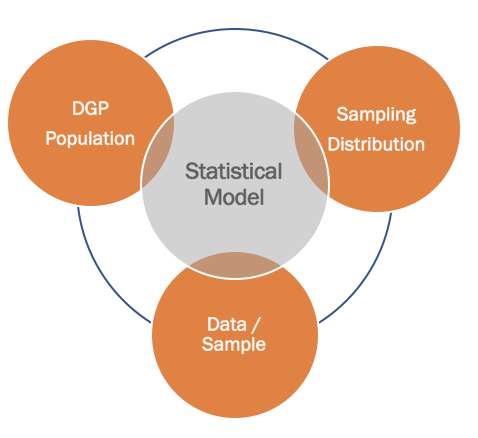 DGP
Population
Sampling
Distribution
Statistical
Model
Data /
Sample